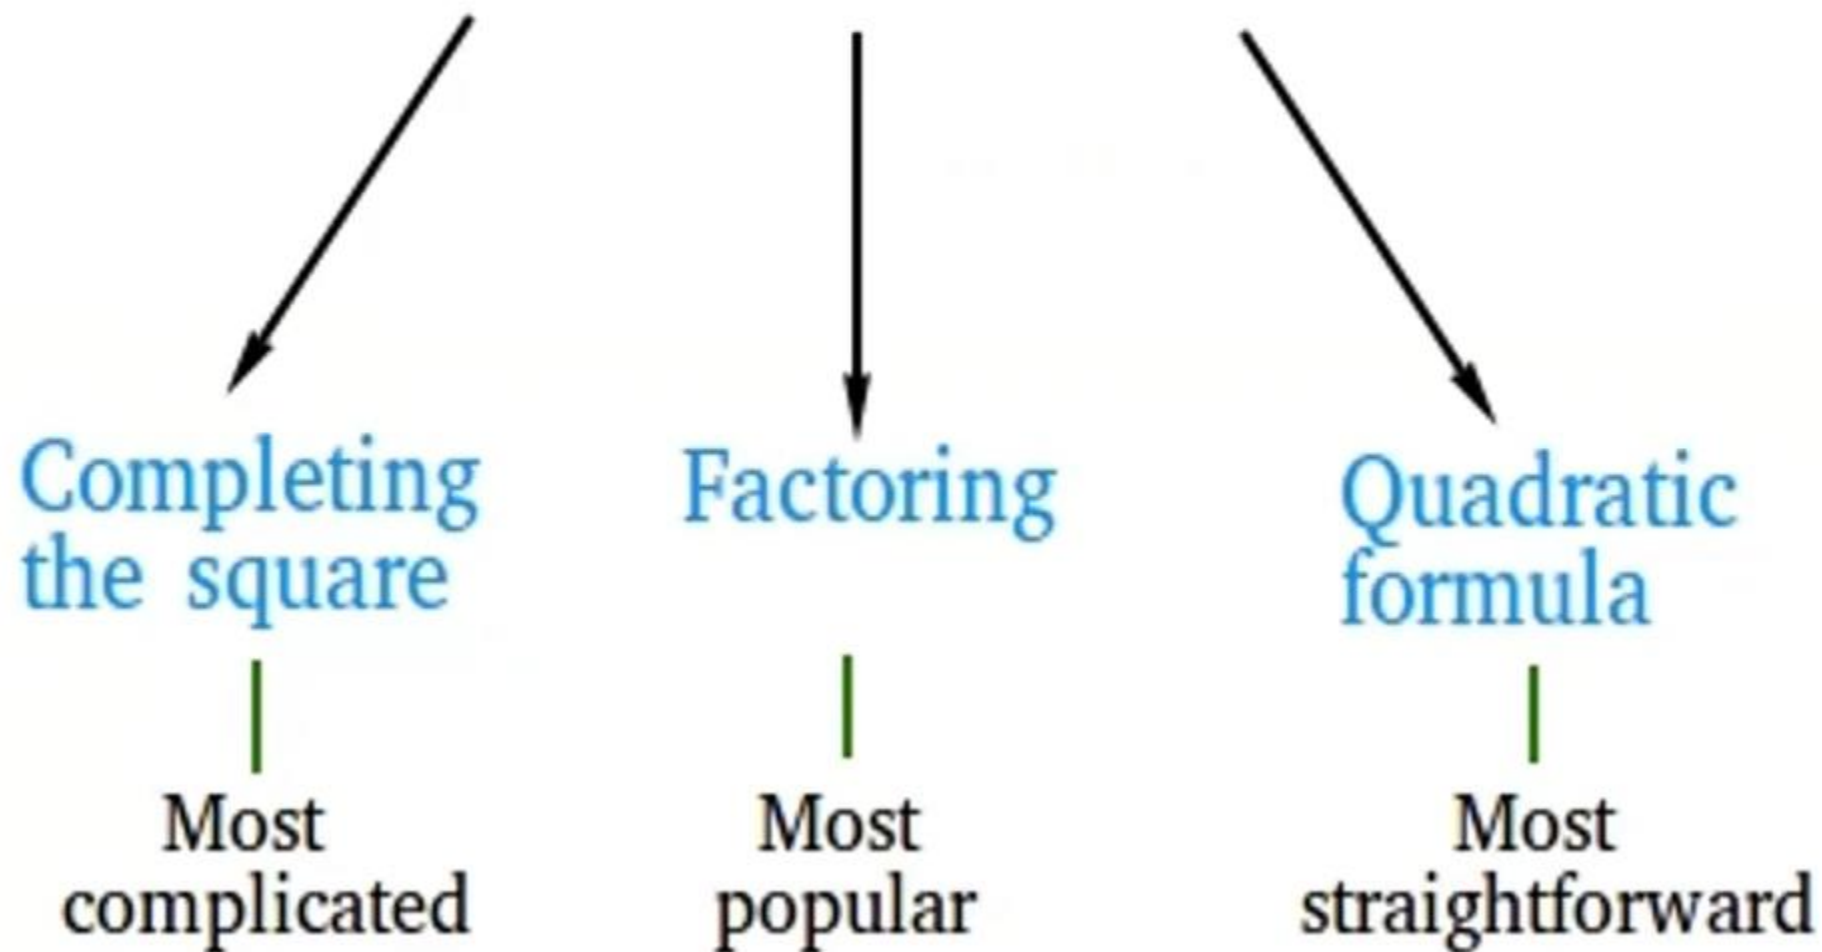 Completing
the square
Factoring
Quadratic
formula
Most
complicated
Most
popular
Most
straightforward